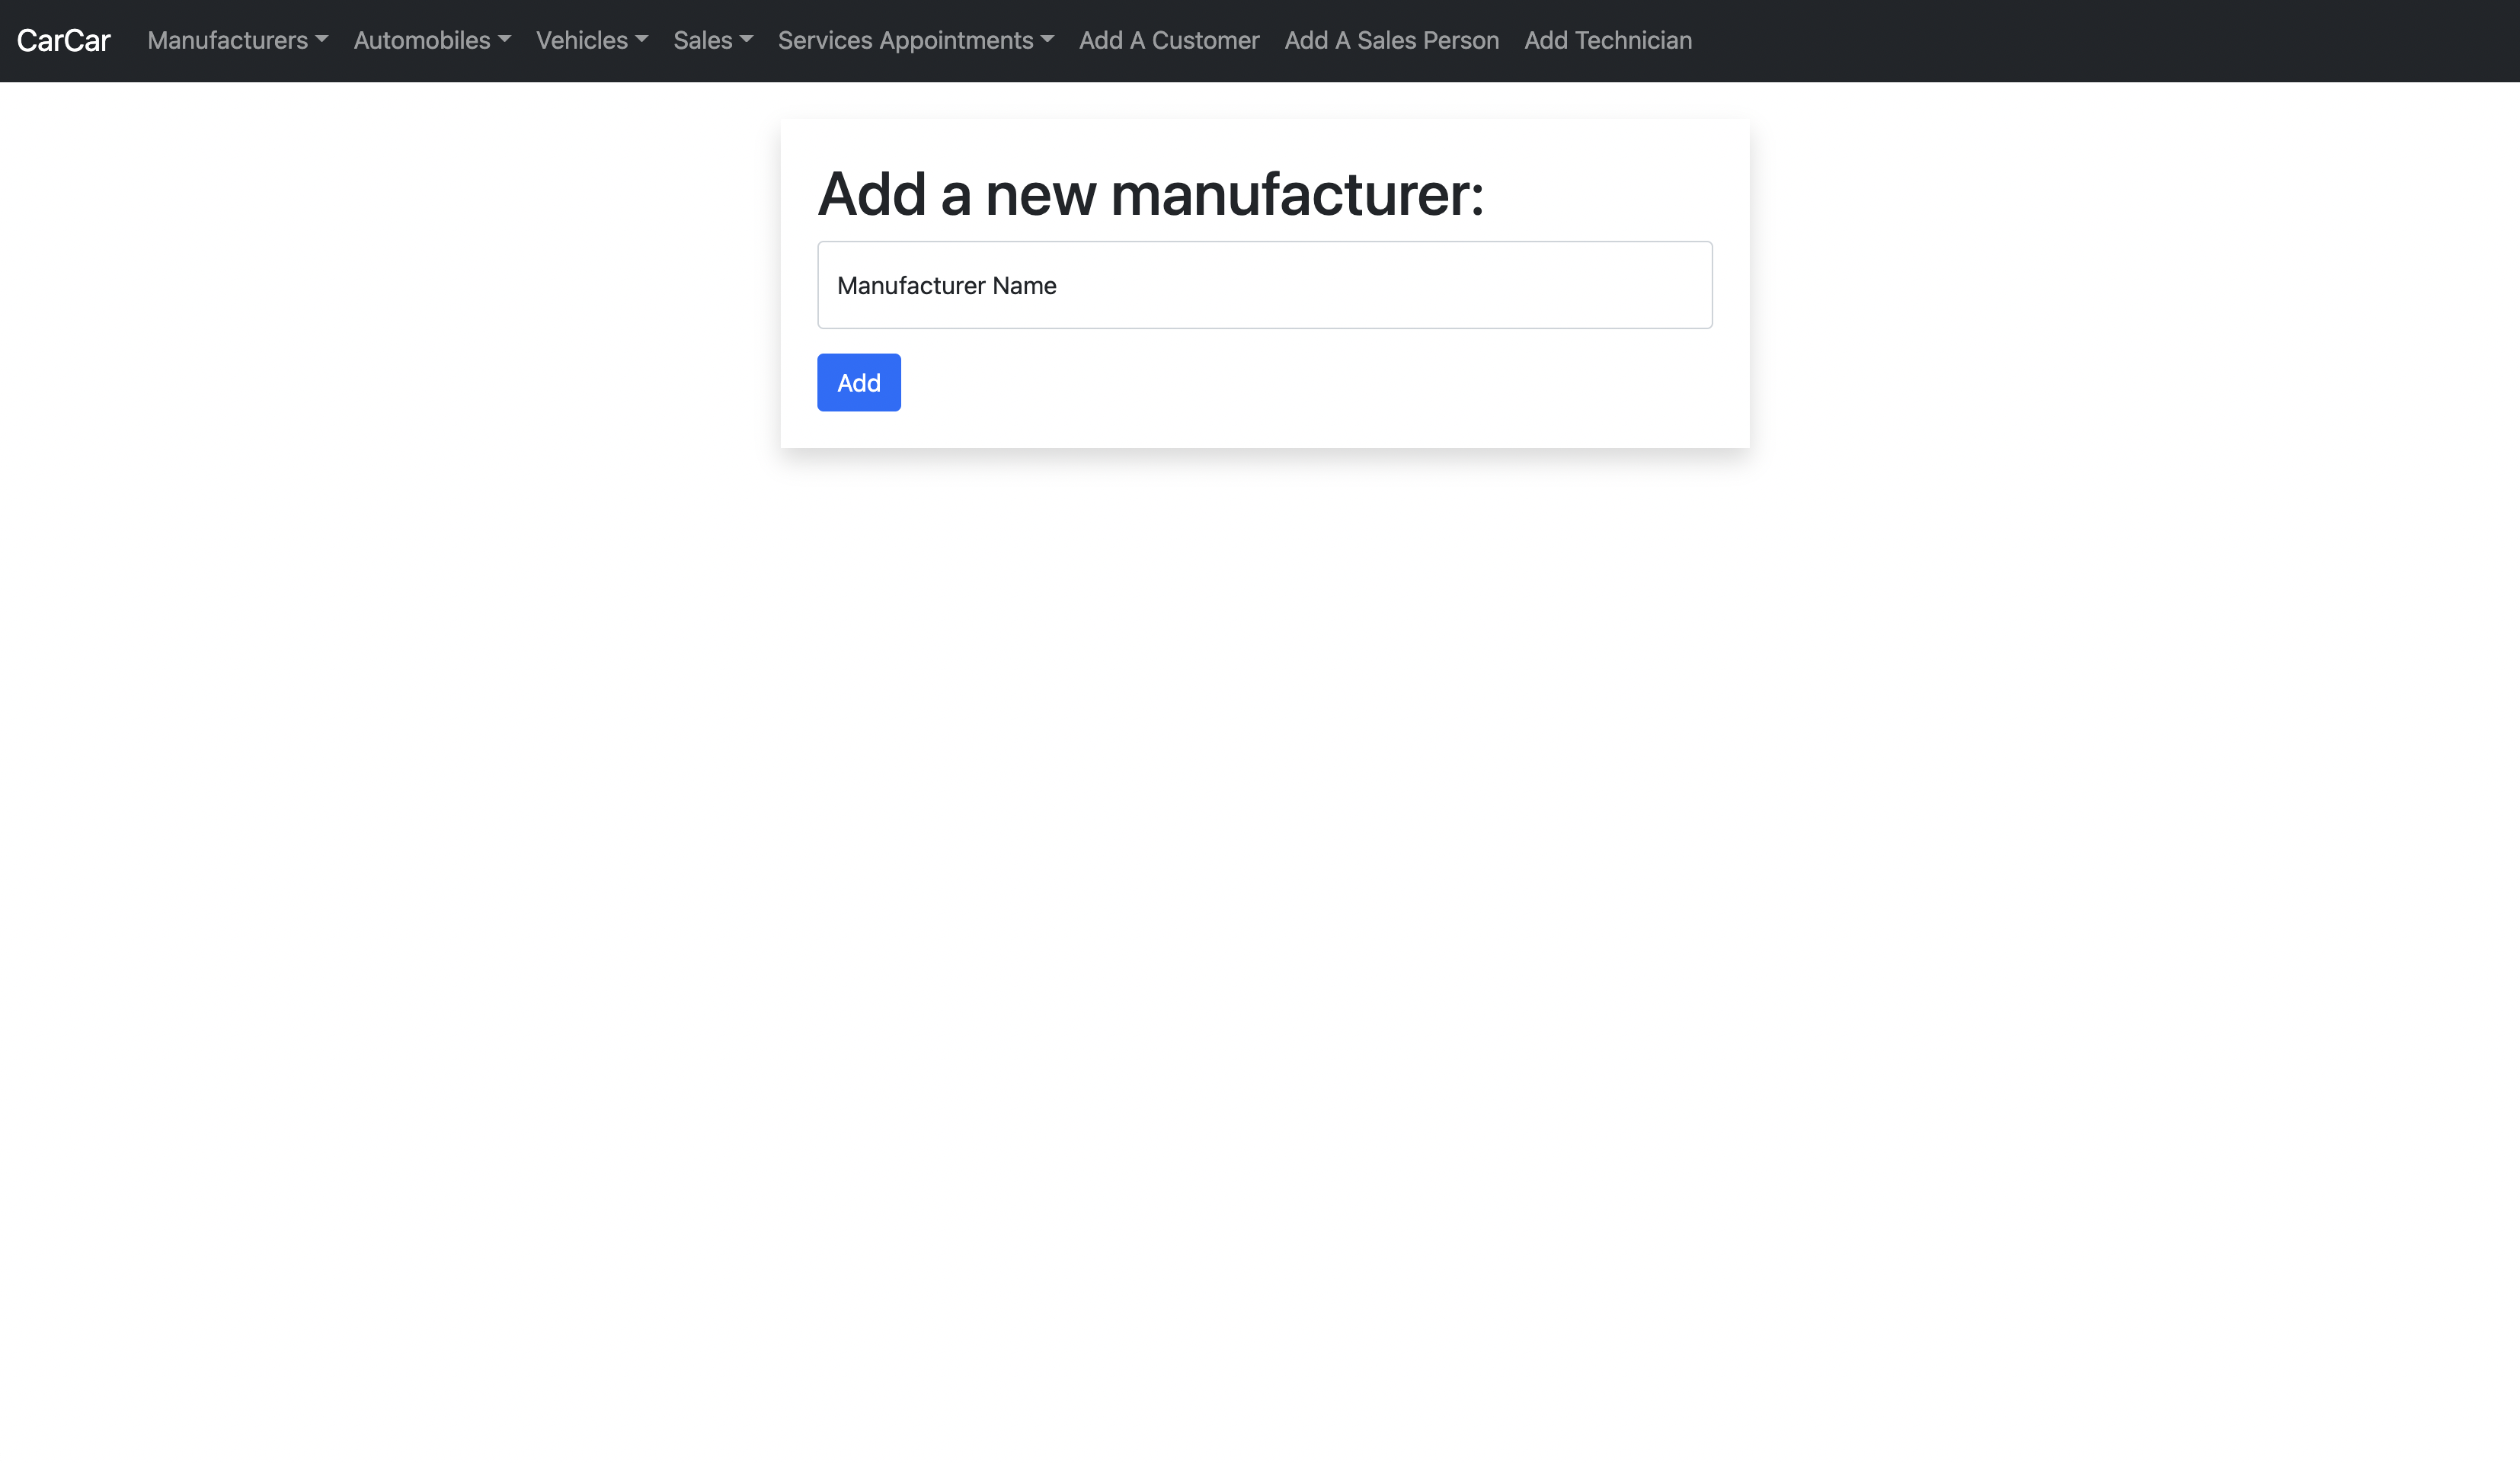 CarCar Manufacturers Automobiles Vehicles Sales Services Appointments Add A Customer Add A Sales Person Add Technician
Add a new manufacturer:
Manufacturer Name
Add